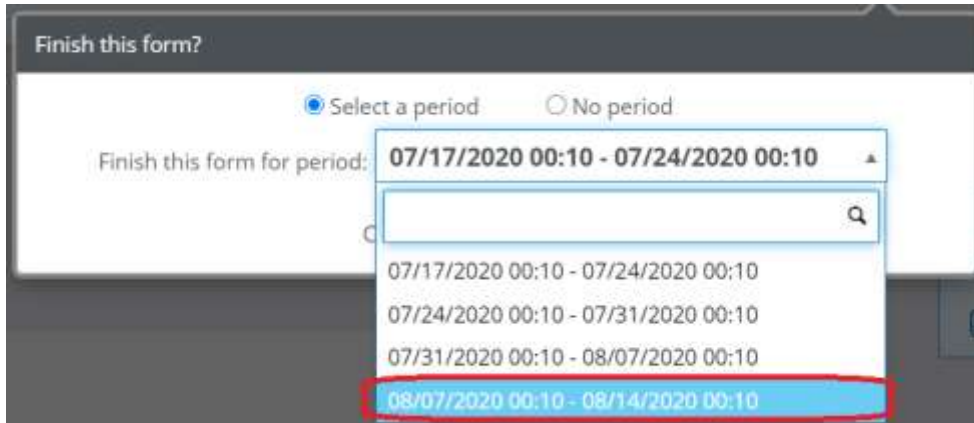 Finish this form?
Select a period No period
Finish this form for period: 07/17/2020 00:10 - 07/24/2020 00:10
07/17/2020 00:10 - 07/24/2020 00:10
07/24/2020 00:10 - 07/31/2020 00:10
07/31/2020 00:10 - 08/07/2020 00:10
08/07/2020 00:10 - 08/14/2020 00:10